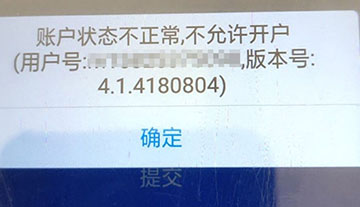 账户状态不正常,不允许开户
(用户号:,版本号:
4.1.4180804)
确定
提交